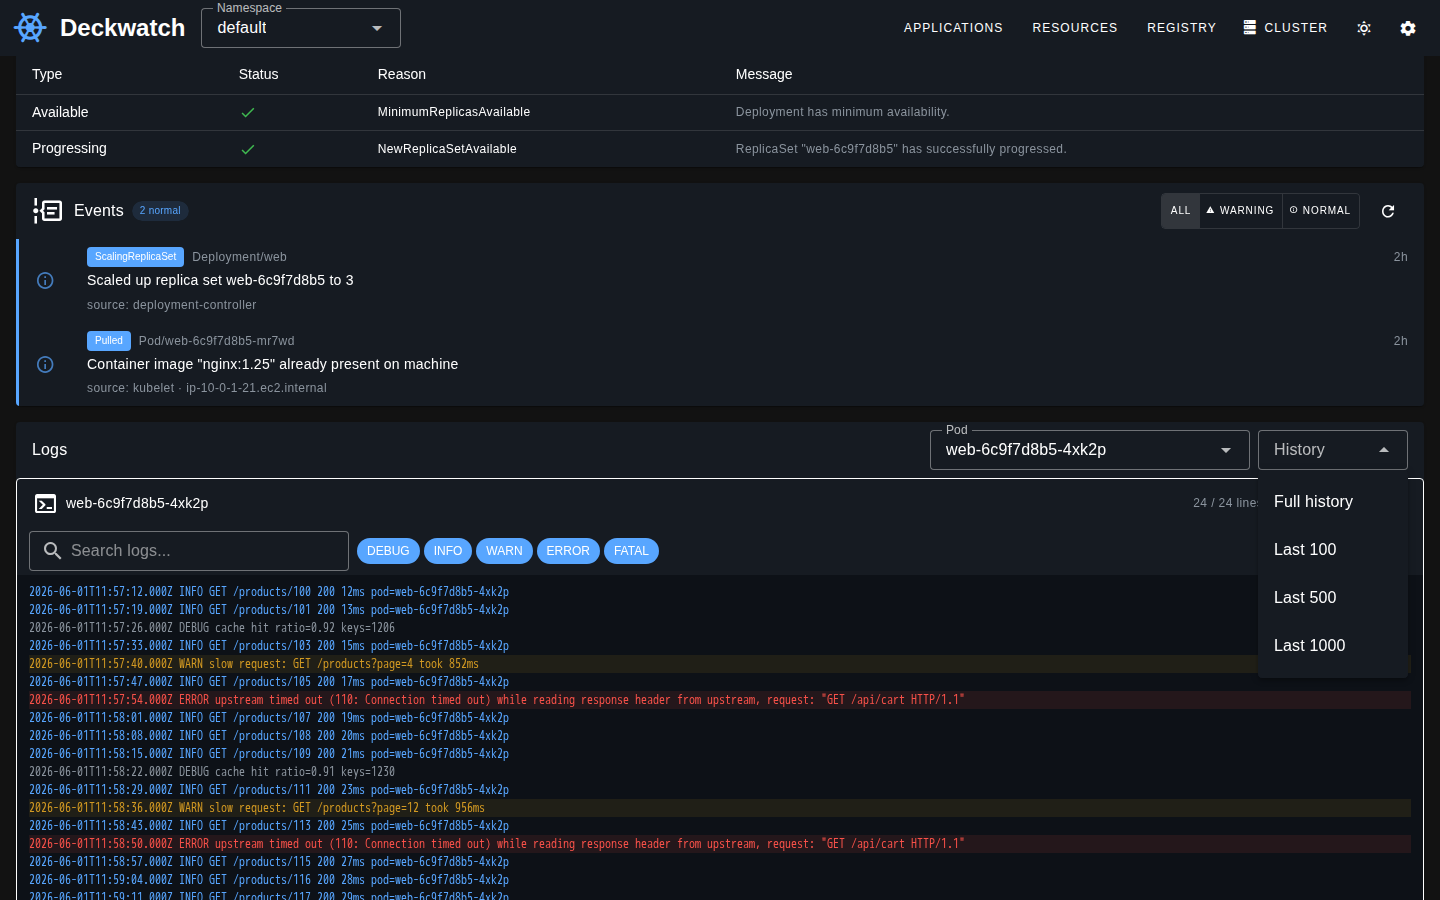 Deckwatch
Namespace
default
APPLICATIONS
RESOURCES
REGISTRY
CLUSTER
Type Status Reason Message
Available MinimumReplicasAvailable Deployment has minimum availability.
Progressing NewReplicaSetAvailable ReplicaSet "web-6c9f7d8b5" has successfully progressed.
Events 2 normal ALL WARNING NORMAL
ScalingReplicaSet Deployment/web 2h
Scaled up replica set web-6c9f7d8b5 to 3
source: deployment-controller
Pulled Pod/web-6c9f7d8b5-mr7wd 2h
Container image "nginx:1.25" already present on machine
source: kubelet · ip-10-0-1-21.ec2.internal
Logs
Pod
web-6c9f7d8b5-4xk2p
History
web-6c9f7d8b5-4xk2p
24 / 24 lines
Full history
Last 100
Last 500
Last 1000
Search logs...
DEBUG INFO WARN ERROR FATAL
2026-06-01T11:57:12.000Z INFO GET /products/100 200 12ms pod=web-6c9f7d8b5-4xk2p
2026-06-01T11:57:19.000Z INFO GET /products/101 200 13ms pod=web-6c9f7d8b5-4xk2p
2026-06-01T11:57:26.000Z DEBUG cache hit ratio=0.92 keys=1206
2026-06-01T11:57:33.000Z INFO GET /products/103 200 15ms pod=web-6c9f7d8b5-4xk2p
2026-06-01T11:57:40.000Z WARN slow request: GET /products?page=4 took 852ms
2026-06-01T11:57:47.000Z INFO GET /products/105 200 17ms pod=web-6c9f7d8b5-4xk2p
2026-06-01T11:57:54.000Z ERROR upstream timed out (110: Connection timed out) while reading response header from upstream, request: "GET /api/cart HTTP/1.1"
2026-06-01T11:58:01.000Z INFO GET /products/107 200 19ms pod=web-6c9f7d8b5-4xk2p
2026-06-01T11:58:08.000Z INFO GET /products/108 200 20ms pod=web-6c9f7d8b5-4xk2p
2026-06-01T11:58:15.000Z INFO GET /products/109 200 21ms pod=web-6c9f7d8b5-4xk2p
2026-06-01T11:58:22.000Z DEBUG cache hit ratio=0.91 keys=1230
2026-06-01T11:58:29.000Z INFO GET /products/111 200 23ms pod=web-6c9f7d8b5-4xk2p
2026-06-01T11:58:36.000Z WARN slow request: GET /products?page=12 took 956ms
2026-06-01T11:58:43.000Z INFO GET /products/113 200 25ms pod=web-6c9f7d8b5-4xk2p
2026-06-01T11:58:50.000Z ERROR upstream timed out (110: Connection timed out) while reading response header from upstream, request: "GET /api/cart HTTP/1.1"
2026-06-01T11:58:57.000Z INFO GET /products/115 200 27ms pod=web-6c9f7d8b5-4xk2p
2026-06-01T11:59:04.000Z INFO GET /products/116 200 28ms pod=web-6c9f7d8b5-4xk2p
2026-06-01T11:59:11.000Z INFO GET /products/117 200 29ms pod=web-6c9f7d8b5-4xk2p